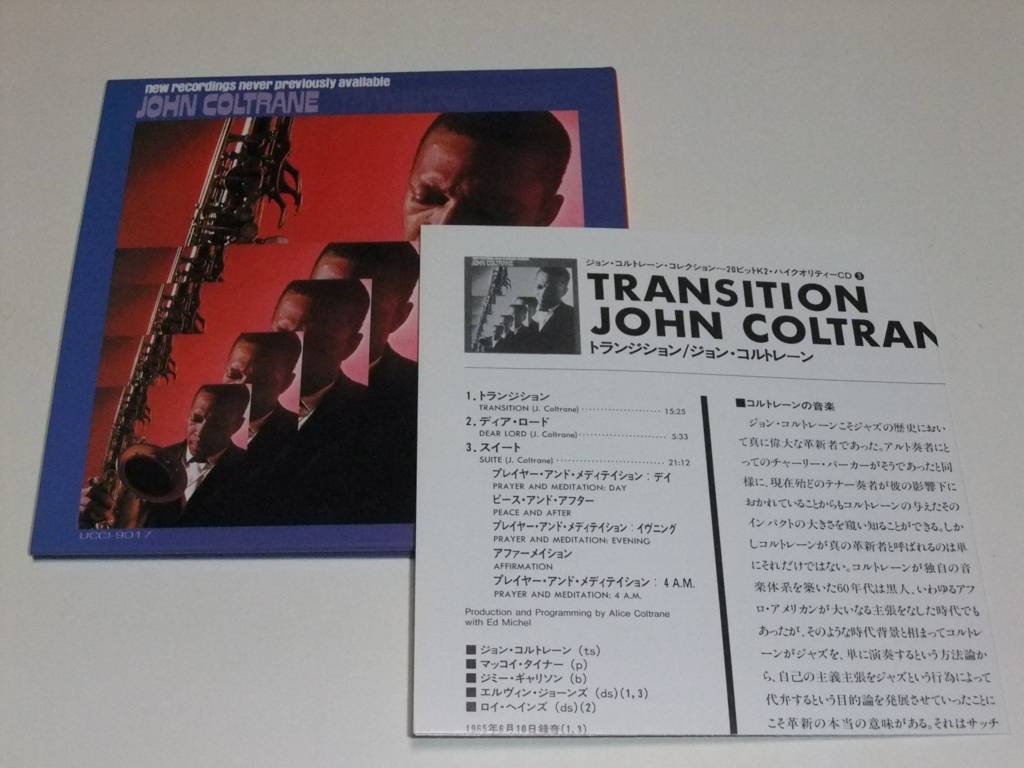 new recordings never previously available
JOHN COLTRANE
UCCI-9017
ジョン・コルトレーン・コレクション〜20ビットK2・ハイクオリティーCD ❸
TRANSITION
JOHN COLTRAN
トランジション/ジョン・コルトレーン
1. トランジション
TRANSITION (J. Coltrane) 15:25
2. ディア・ロード
DEAR LORD (J. Coltrane) 5:33
3. スイート
SUITE (J. Coltrane) 21:12
プレイヤー・アンド・メディテイション：デイ
PRAYER AND MEDITATION: DAY
ピース・アンド・アフター
PEACE AND AFTER
プレイヤー・アンド・メディテイション：イヴニング
PRAYER AND MEDITATION: EVENING
アファーメイション
AFFIRMATION
プレイヤー・アンド・メディテイション：4 A.M.
PRAYER AND MEDITATION: 4 A.M.
Production and Programming by Alice Coltrane
with Ed Michel
■ ジョン・コルトレーン (ts)
■ マッコイ・タイナー (p)
■ ジミー・ギャリソン (b)
■ エルヴィン・ジョーンズ (ds)(1,3)
■ ロイ・ヘインズ (ds)(2)
1965年6月10日録音(1,3)
■コルトレーンの音楽
ジョン・コルトレーンこそジャズの歴史におい
て真に偉大な革新者であった。アルト奏者にと
ってのチャーリー・パーカーがそうであったと同
様に、現在殆どのテナー奏者が彼の影響下に
おかれていることからもコルトレーンの与えたその
インパクトの大きさを窺い知ることができる。しか
しコルトレーンが真の革新者と呼ばれるのは単
にそれだけではない。コルトレーンが独自の音
楽体系を築いた60年代は黒人、いわゆるアフ
ロ・アメリカンが大いなる主張をなした時代でも
あったが、そのような時代背景と相まってコルトレ
ーンがジャズを、単に演奏するという方法論か
ら、自己の主義主張をジャズという行為によって
代弁するという目的論を発展させていったことに
こそ革新の本当の意味がある。それはサッチ